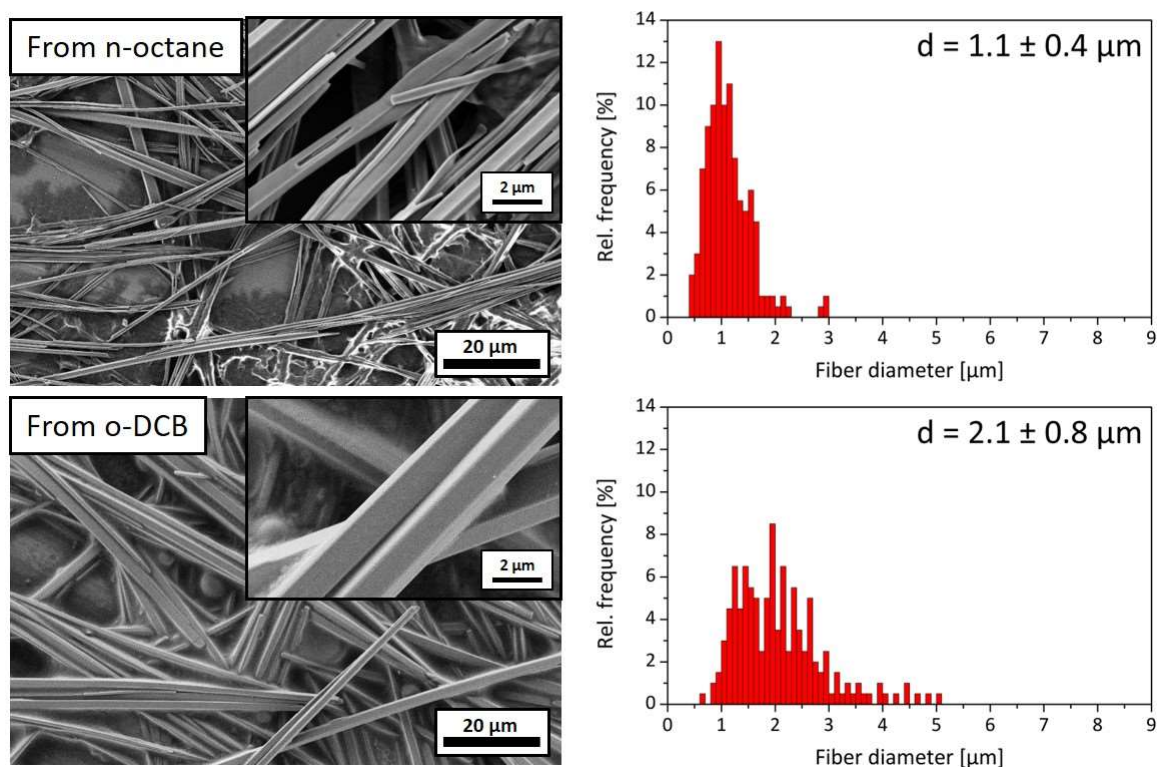 From n-octane
2 µm
20 µm
14
12
10
8
6
4
2
0
Rel. frequency [%]
d = 1.1 ± 0.4 µm
0 1 2 3 4 5 6 7 8 9
Fiber diameter [µm]
From o-DCB
2 µm
20 µm
14
12
10
8
6
4
2
0
Rel. frequency [%]
d = 2.1 ± 0.8 µm
0 1 2 3 4 5 6 7 8 9
Fiber diameter [µm]